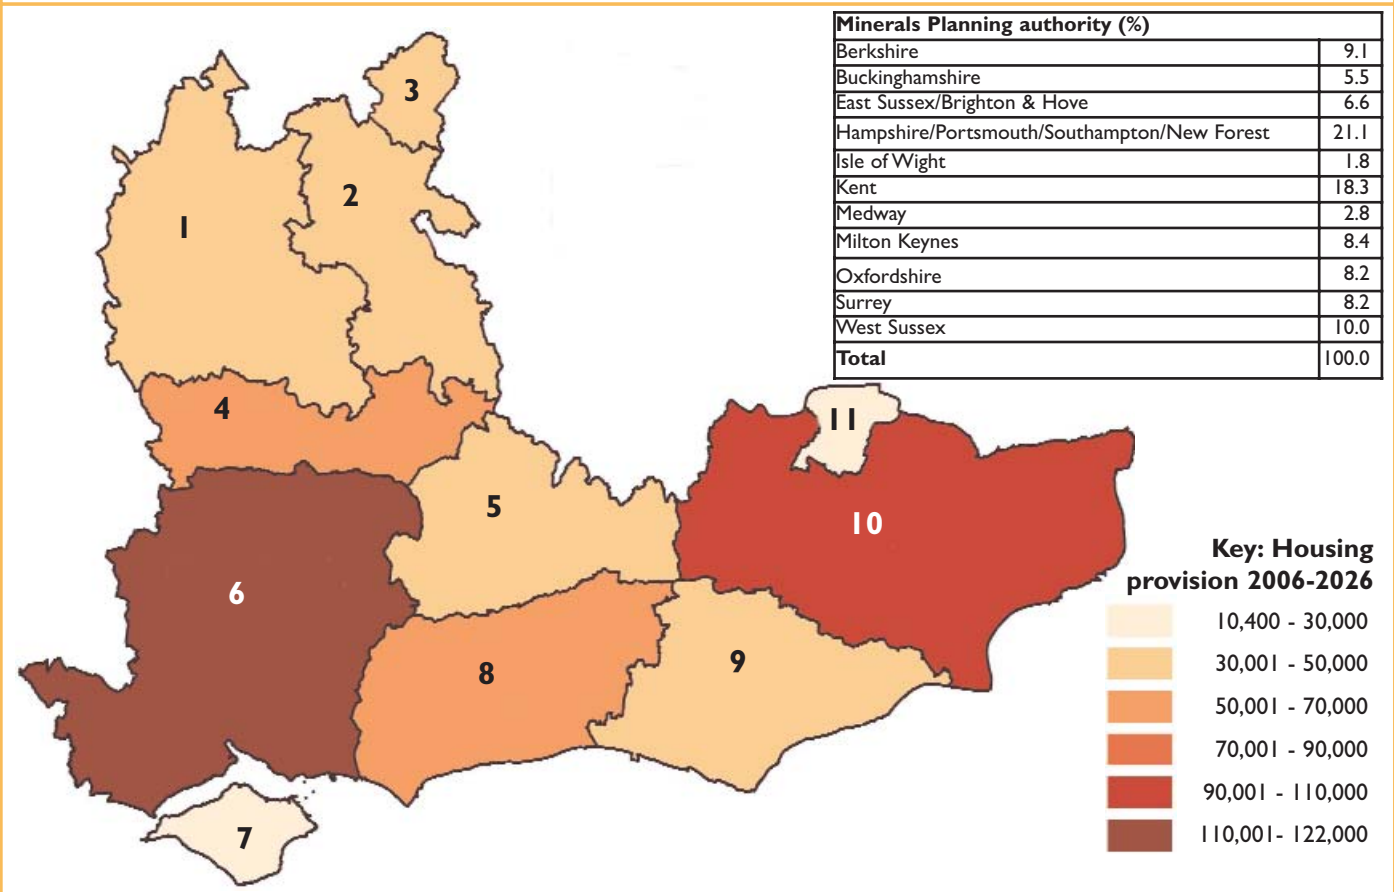 Minerals Planning authority (%)
Berkshire 9.1
Buckinghamshire 5.5
East Sussex/Brighton & Hove 6.6
Hampshire/Portsmouth/Southampton/New Forest 21.1
Isle of Wight 1.8
Kent 18.3
Medway 2.8
Milton Keynes 8.4
Oxfordshire 8.2
Surrey 8.2
West Sussex 10.0
Total 100.0
3
2
1
4
11
5
10
6
9
8
7
Key: Housing
provision 2006-2026
10,400 - 30,000
30,001 - 50,000
50,001 - 70,000
70,001 - 90,000
90,001 - 110,000
110,001- 122,000